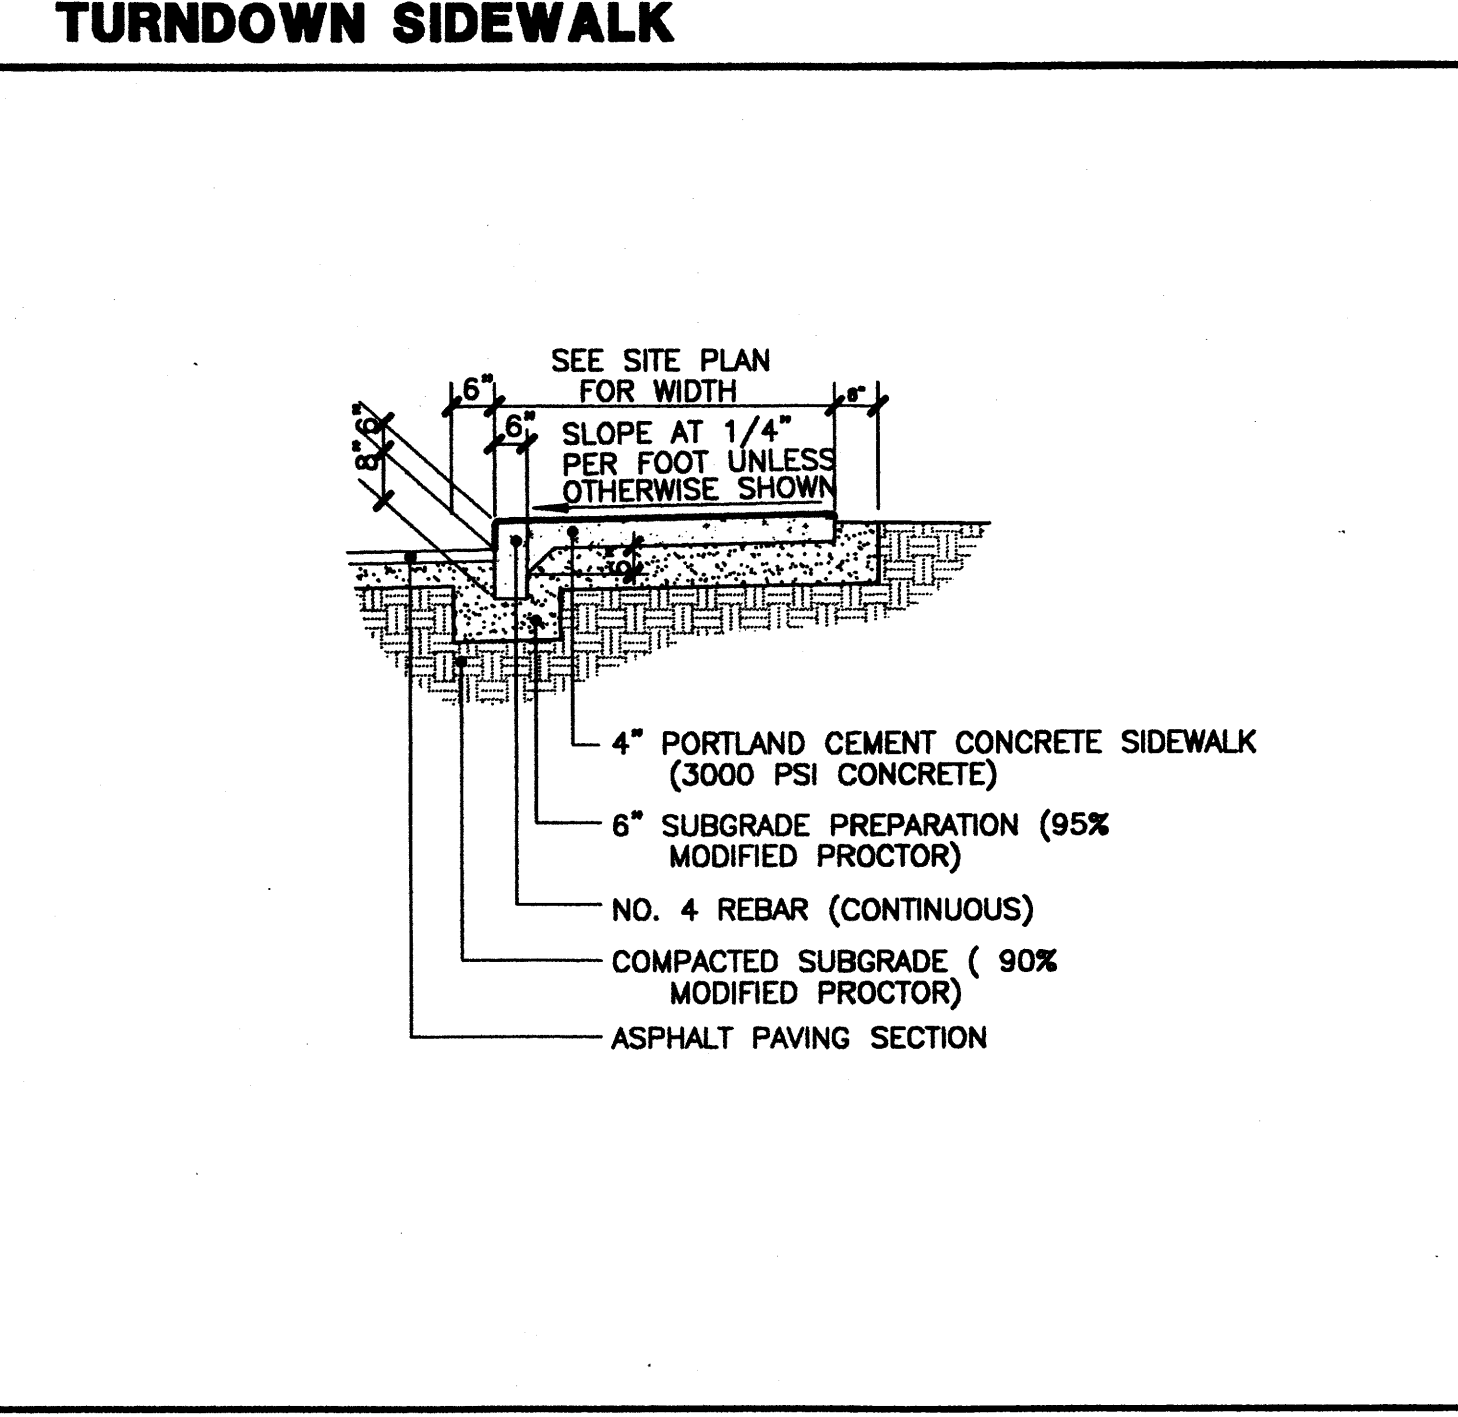 TURNDOWN SIDEWALK
SEE SITE PLAN
FOR WIDTH
6"
6"
6"
8"
6"
SLOPE AT 1/4"
PER FOOT UNLESS
OTHERWISE SHOWN
4" PORTLAND CEMENT CONCRETE SIDEWALK
(3000 PSI CONCRETE)
6" SUBGRADE PREPARATION (95%
MODIFIED PROCTOR)
NO. 4 REBAR (CONTINUOUS)
COMPACTED SUBGRADE ( 90%
MODIFIED PROCTOR)
ASPHALT PAVING SECTION